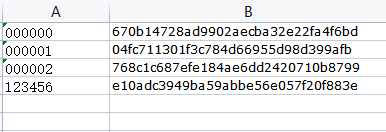 A B
000000 670b14728ad9902aecba32e22fa4f6bd
000001 04fc711301f3c784d66955d98d399afb
000002 768c1c687efe184ae6dd2420710b8799
123456 e10adc3949ba59abbe56e057f20f883e